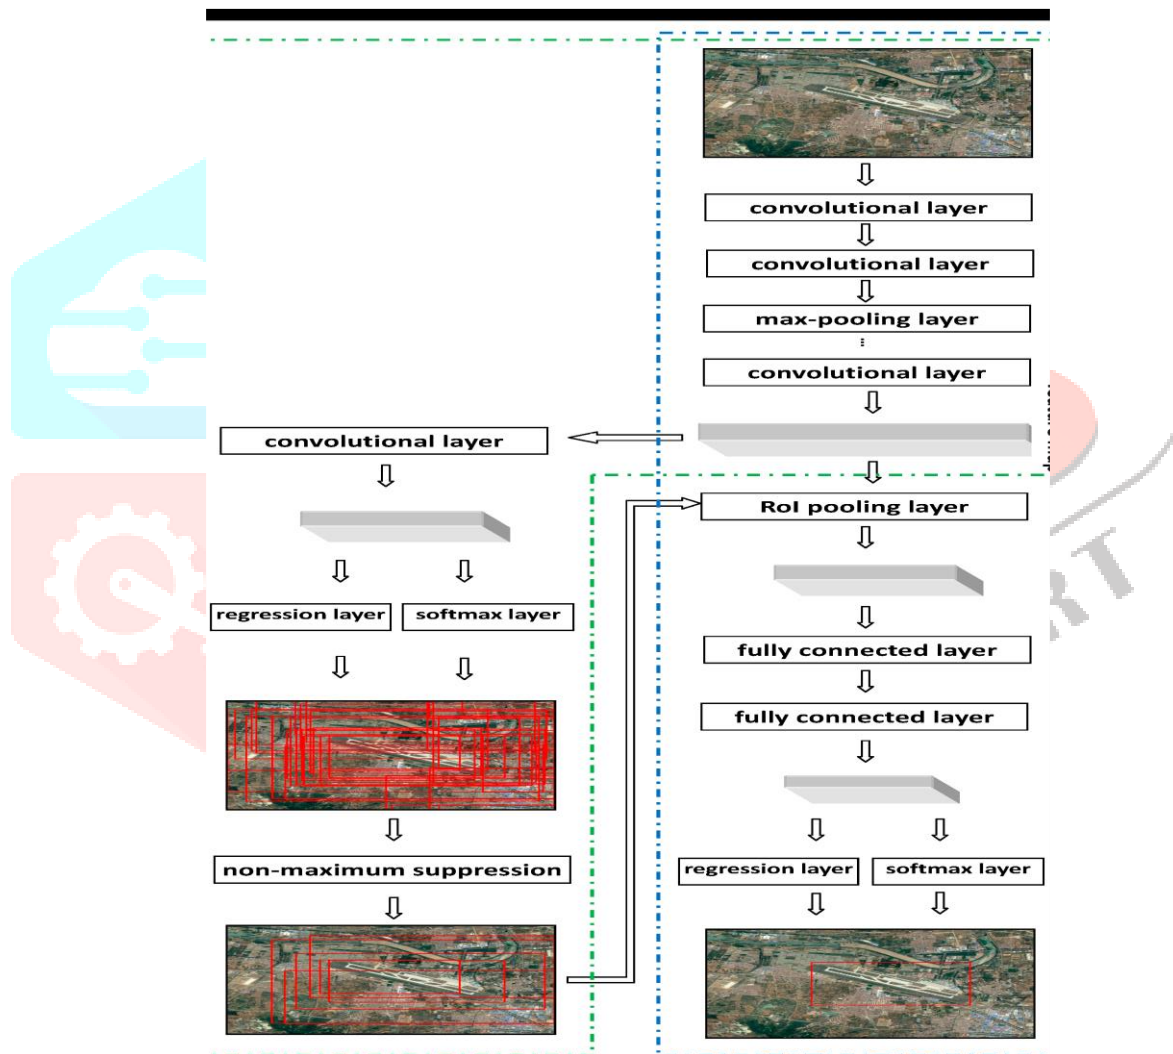 convolutional layer
convolutional layer
max-pooling layer
...
convolutional layer
convolutional layer
RoI pooling layer
regression layer
softmax layer
fully connected layer
fully connected layer
non-maximum suppression
regression layer
softmax layer